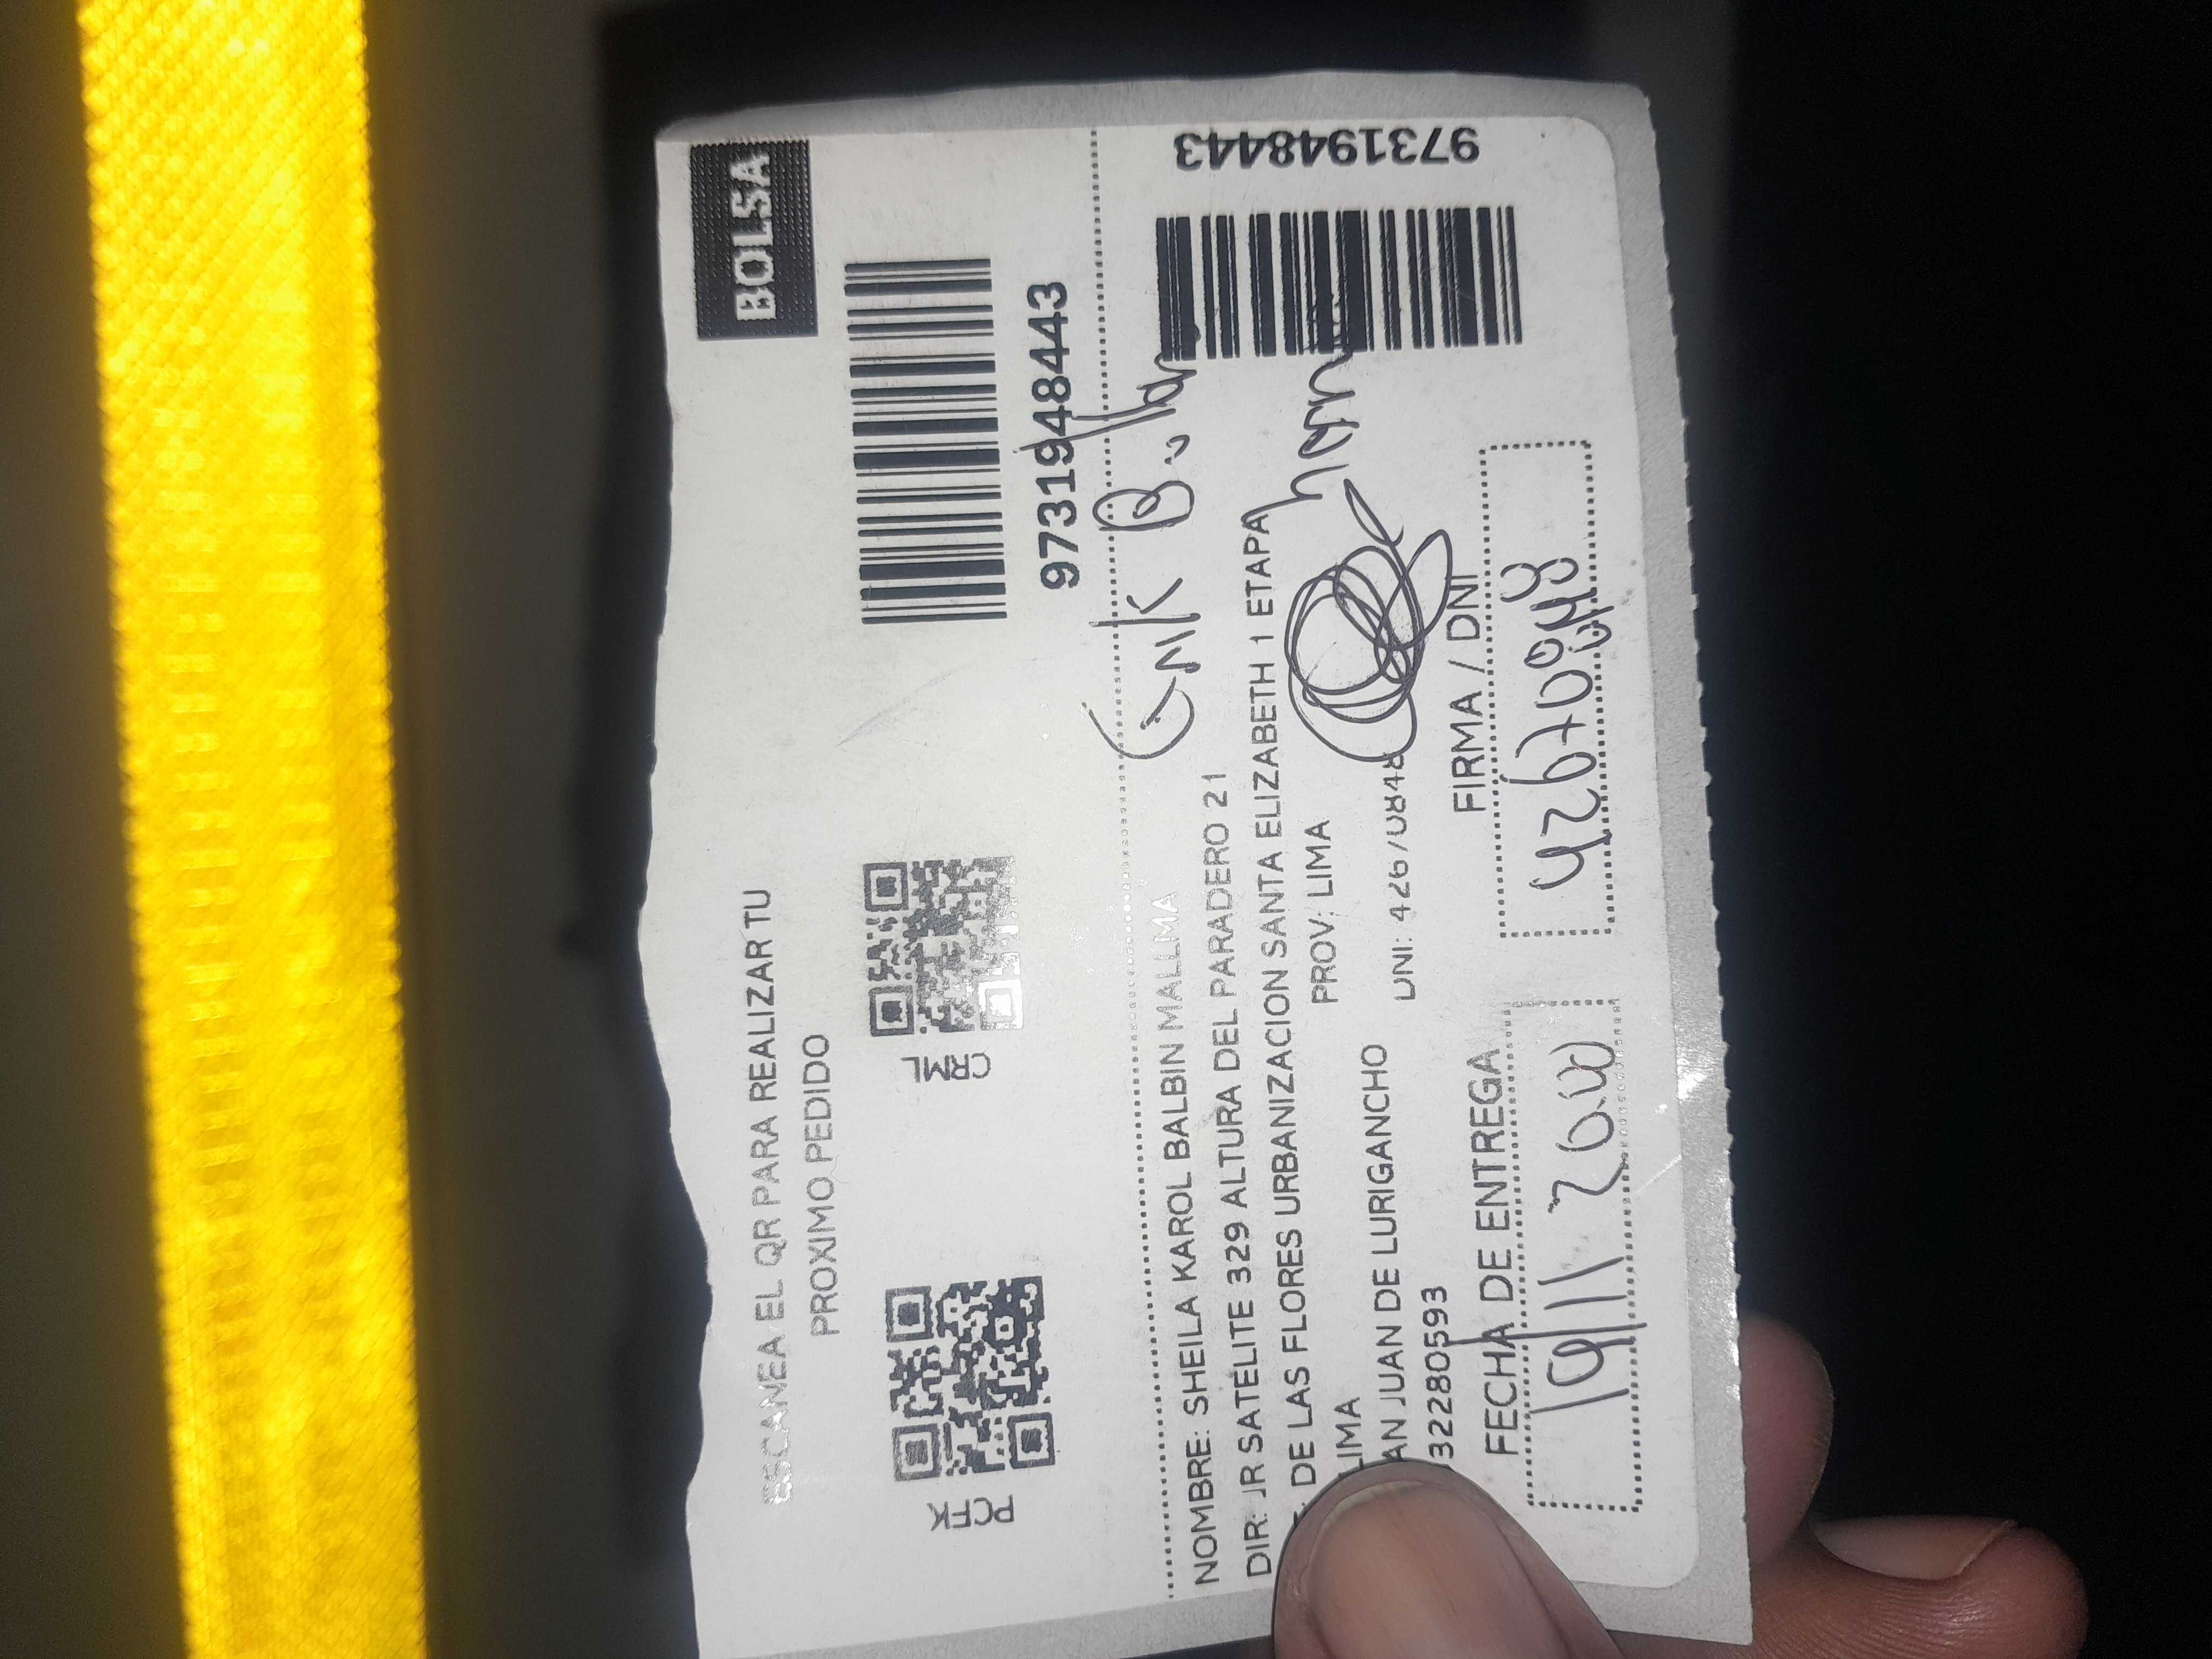 BOLSA
ESCANEA EL QR PARA REALIZAR TU
PROXIMO PEDIDO
PCFK
CRML
9731948443
9731948443
NOMBRE: SHEILA KAROL BALBIN MALLMA
DIR: JR SATELITE 329 ALTURA DEL PARADERO 21
DE LAS FLORES URBANIZACION SANTA ELIZABETH 1 ETAPA
LIMA PROV: LIMA
AN JUAN DE LURIGANCHO DNI: 42670848
32280593
FECHA DE ENTREGA FIRMA / DNI